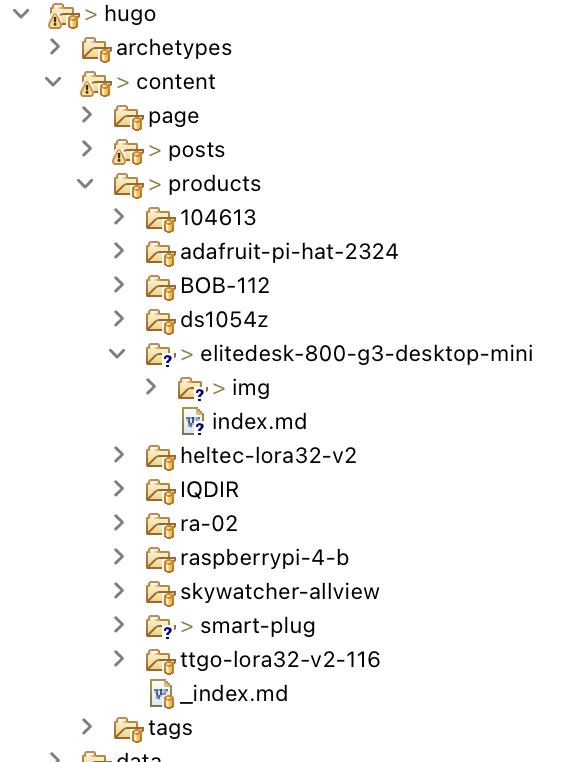 > hugo
archetypes
> content
page
> posts
> products
104613
adafruit-pi-hat-2324
BOB-112
ds1054z
> elitedesk-800-g3-desktop-mini
> img
index.md
heltec-lora32-v2
IQDIR
ra-02
raspberrypi-4-b
skywatcher-allview
> smart-plug
ttgo-lora32-v2-116
_index.md
tags
data